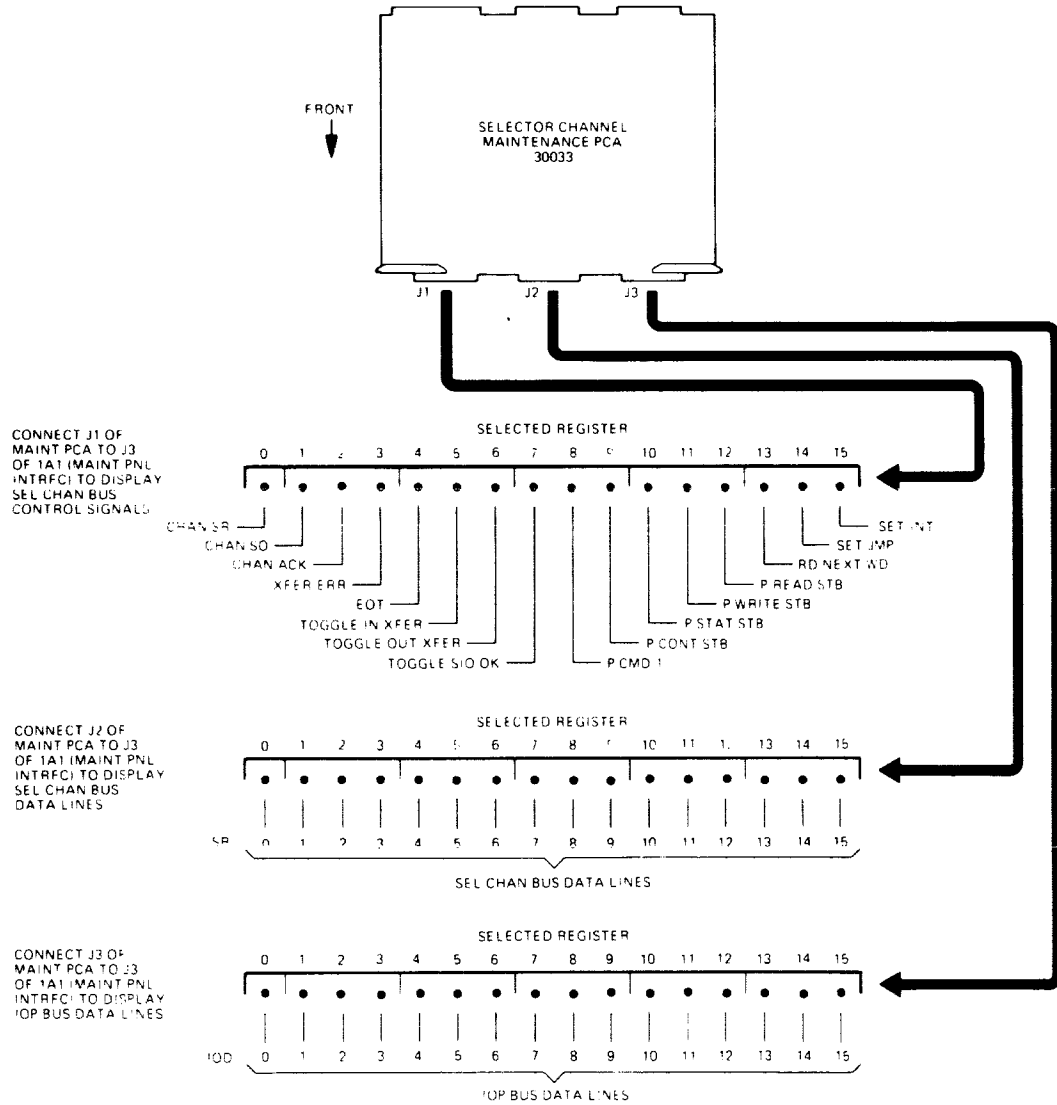 FRONT
SELECTOR CHANNEL
MAINTENANCE PCA
30033
J1 J2 J3
CONNECT J1 OF
MAINT PCA TO J3
OF 1A1 (MAINT PNL
INTRFC) TO DISPLAY
SEL CHAN BUS
CONTROL SIGNALS
SELECTED REGISTER
0 1 2 3 4 5 6 7 8 9 10 11 12 13 14 15
CHAN SR
CHAN SO
CHAN ACK
XFER ERR
EOT
TOGGLE IN XFER
TOGGLE OUT XFER
TOGGLE SIO OK
SET INT
SET JMP
RD NEXT WD
P READ STB
P WRITE STB
P STAT STB
P CONT STB
P CMD 1
CONNECT J2 OF
MAINT PCA TO J3
OF 1A1 (MAINT PNL
INTRFC) TO DISPLAY
SEL CHAN BUS
DATA LINES
SELECTED REGISTER
0 1 2 3 4 5 6 7 8 9 10 11 12 13 14 15
SR 0 1 2 3 4 5 6 7 8 9 10 11 12 13 14 15
SEL CHAN BUS DATA LINES
CONNECT J3 OF
MAINT PCA TO J3
OF 1A1 (MAINT PNL
INTRFC) TO DISPLAY
IOP BUS DATA LINES
SELECTED REGISTER
0 1 2 3 4 5 6 7 8 9 10 11 12 13 14 15
IOD 0 1 2 3 4 5 6 7 8 9 10 11 12 13 14 15
IOP BUS DATA LINES